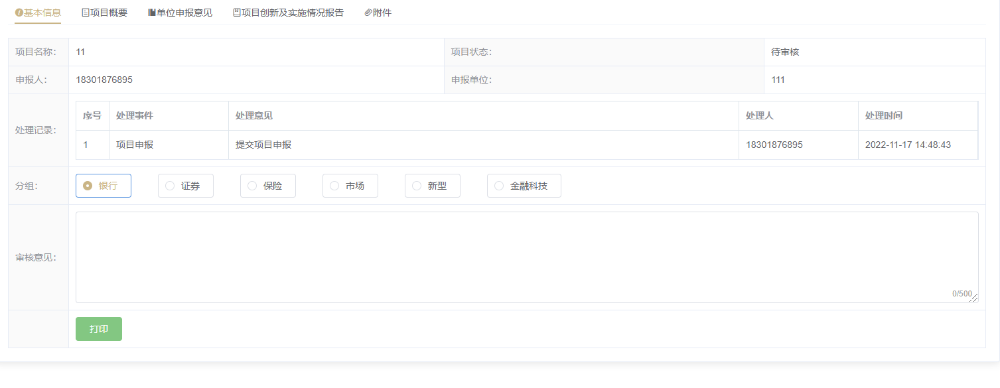 基本信息 项目概要 单位申报意见 项目创新及实施情况报告 附件
项目名称: 11 项目状态: 待审核
申报人: 18301876895 申报单位: 111
处理记录:
序号 处理事件 处理意见 处理人 处理时间
1 项目申报 提交项目申报 18301876895 2022-11-17 14:48:43
分组: 银行 证券 保险 市场 新型 金融科技
审核意见:
0/500
打印